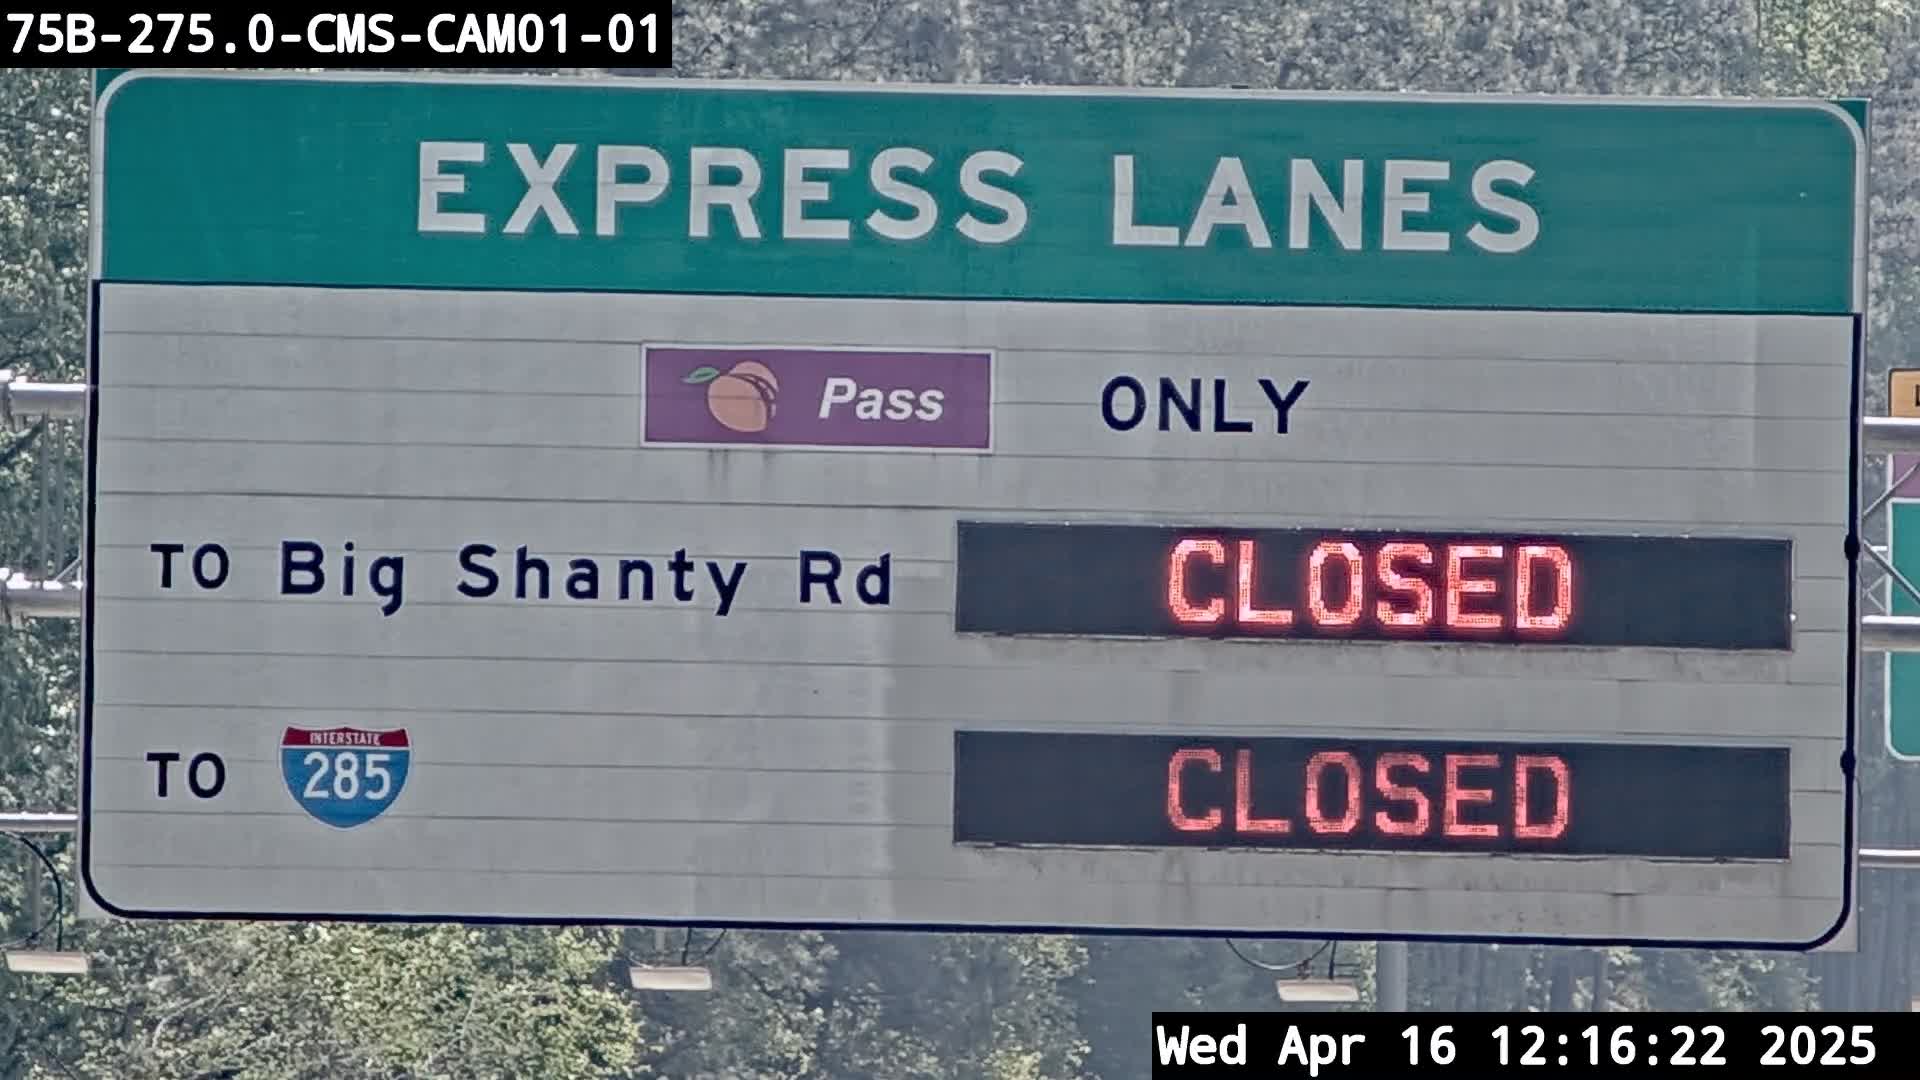 75B-275.0-CMS-CAM01-01
EXPRESS LANES
Pass ONLY
TO Big Shanty Rd CLOSED
TO INTERSTATE 285 CLOSED
Wed Apr 16 12:16:22 2025